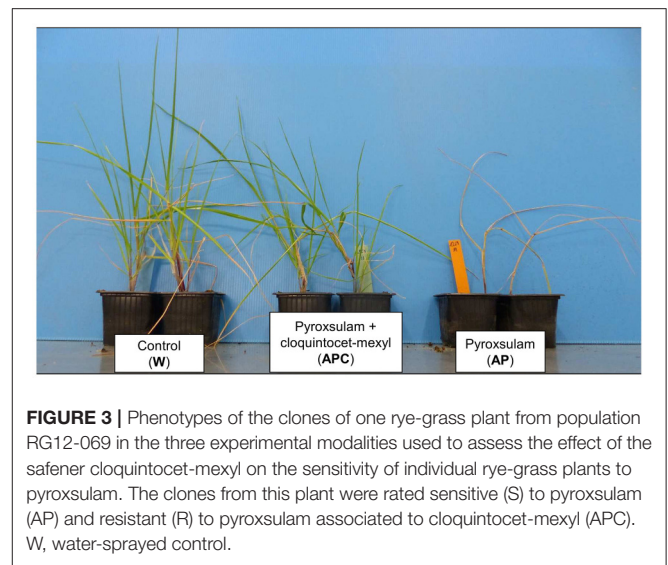 Control
(W)
Pyroxsulam +
cloquintocet-mexyl
(APC)
Pyroxsulam
(AP)
FIGURE 3 | Phenotypes of the clones of one rye-grass plant from population
RG12-069 in the three experimental modalities used to assess the effect of the
safener cloquintocet-mexyl on the sensitivity of individual rye-grass plants to
pyroxsulam. The clones from this plant were rated sensitive (S) to pyroxsulam
(AP) and resistant (R) to pyroxsulam associated to cloquintocet-mexyl (APC).
W, water-sprayed control.